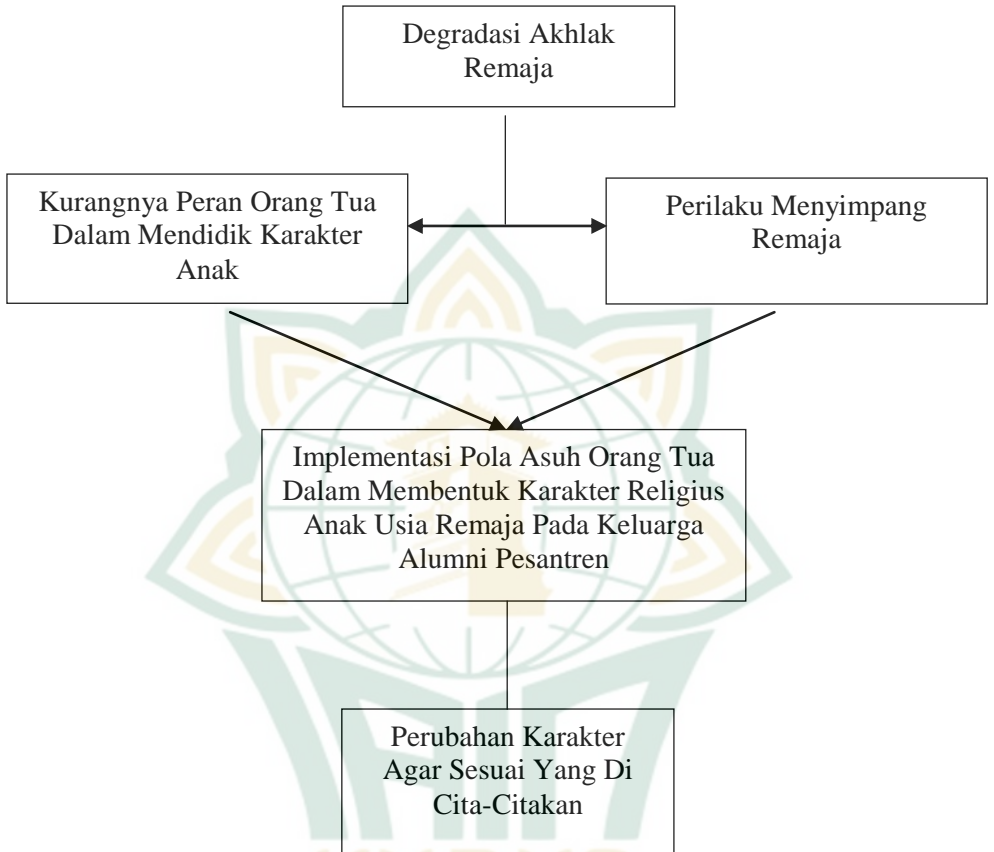 Degradasi Akhlak
Remaja
Kurangnya Peran Orang Tua
Dalam Mendidik Karakter
Anak
Perilaku Menyimpang
Remaja
Implementasi Pola Asuh Orang Tua
Dalam Membentuk Karakter Religius
Anak Usia Remaja Pada Keluarga
Alumni Pesantren
Perubahan Karakter
Agar Sesuai Yang Di
Cita-Citakan